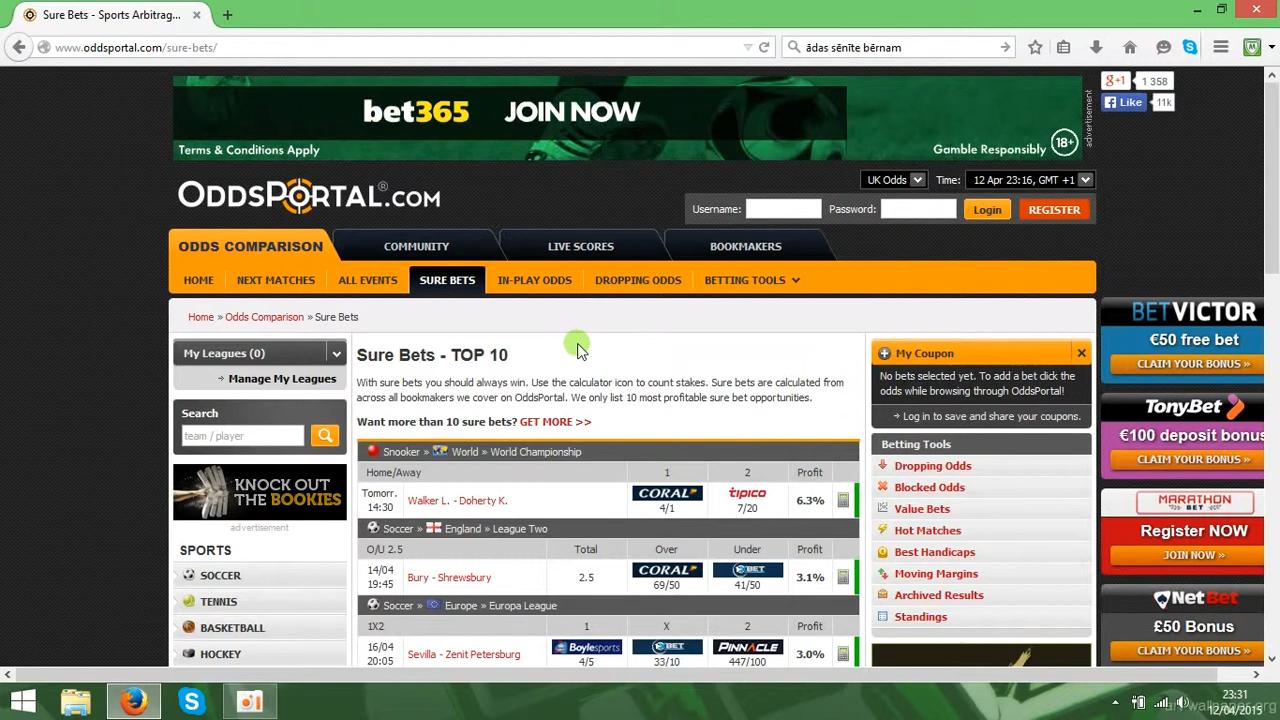 Sure Bets - Sports Arbitrag...
www.oddsportal.com/sure-bets/
ādas sēnīte bērnam
bet365 JOIN NOW
Terms & Conditions Apply
Gamble Responsibly 18+
advertisement
g+1 1 358
Like 11k
UK Odds Time: 12 Apr 23:16, GMT +1
ODDSPORTAL®.COM
Username: Password: Login REGISTER
ODDS COMPARISON COMMUNITY LIVE SCORES BOOKMAKERS
HOME NEXT MATCHES ALL EVENTS SURE BETS IN-PLAY ODDS DROPPING ODDS BETTING TOOLS
Home » Odds Comparison » Sure Bets
My Leagues (0)
Manage My Leagues
Search
team / player
KNOCK OUT
THE BOOKIES
advertisement
SPORTS
SOCCER
TENNIS
BASKETBALL
HOCKEY
Sure Bets - TOP 10
With sure bets you should always win. Use the calculator icon to count stakes. Sure bets are calculated from
across all bookmakers we cover on OddsPortal. We only list 10 most profitable sure bet opportunities.
Want more than 10 sure bets? GET MORE >>
Snooker » World » World Championship
Home/Away 1 2 Profit
Tomorr.
14:30
Walker L. - Doherty K.
CORAL
4/1
tipico
7/20
6.3%
Soccer » England » League Two
O/U 2.5 Total Over Under Profit
14/04
19:45
Bury - Shrewsbury
2.5
CORAL
69/50
BET
41/50
3.1%
Soccer » Europe » Europa League
1X2 1 X 2 Profit
16/04
20:05
Sevilla - Zenit Petersburg
Boylesports
4/5
BET
33/10
PINNACLE
447/100
3.0%
My Coupon
No bets selected yet. To add a bet click the
odds while browsing through OddsPortal!
Log in to save and share your coupons.
Betting Tools
Dropping Odds
Blocked Odds
Value Bets
Hot Matches
Best Handicaps
Moving Margins
Archived Results
Standings
BETVICTOR
€50 free bet
CLAIM YOUR BONUS »
TonyBet
€100 deposit bonus
CLAIM YOUR BONUS »
MARATHON
BET
Register NOW
JOIN NOW »
NetBet
£50 Bonus
CLAIM YOUR BONUS »
23:31
12/04/2015